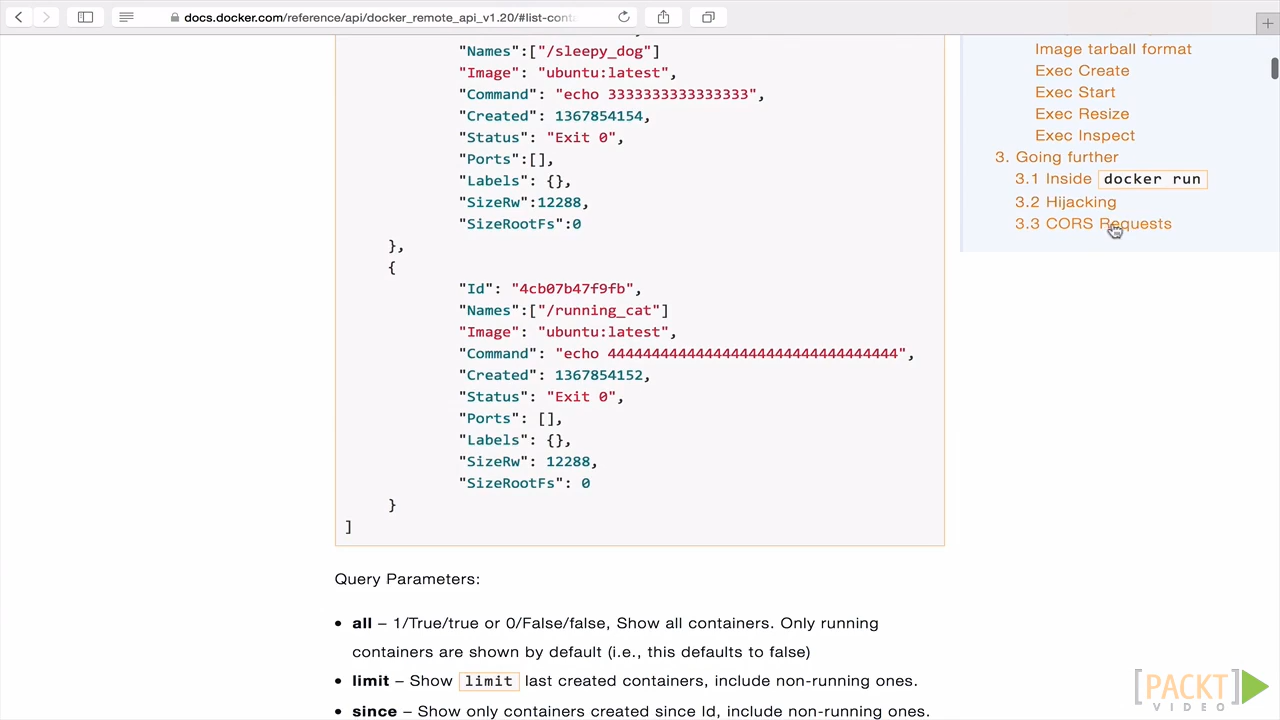 docs.docker.com/reference/api/docker_remote_api_v1.20/#list-conta
"Names":["/sleepy_dog"]
"Image": "ubuntu:latest",
"Command": "echo 3333333333333333",
"Created": 1367854154,
"Status": "Exit 0",
"Ports":[],
"Labels": {},
"SizeRw":12288,
"SizeRootFs":0
},
{
"Id": "4cb07b47f9fb",
"Names":["/running_cat"]
"Image": "ubuntu:latest",
"Command": "echo 444444444444444444444444444444444",
"Created": 1367854152,
"Status": "Exit 0",
"Ports": [],
"Labels": {},
"SizeRw": 12288,
"SizeRootFs": 0
}
]
Query Parameters:
• all – 1/True/true or 0/False/false, Show all containers. Only running
containers are shown by default (i.e., this defaults to false)
• limit – Show limit last created containers, include non-running ones.
• since – Show only containers created since Id, include non-running ones.
Image tarball format
Exec Create
Exec Start
Exec Resize
Exec Inspect
3. Going further
3.1 Inside docker run
3.2 Hijacking
3.3 CORS Requests
[PACKT]
VIDEO